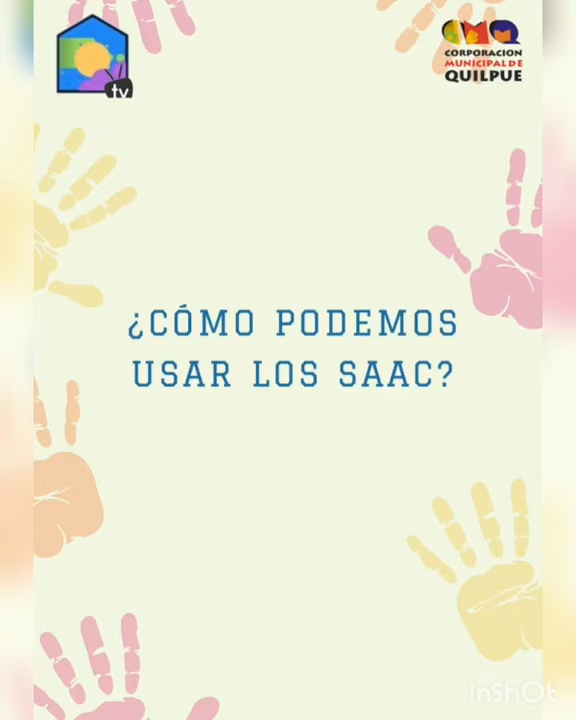 tv
CORPORACION
MUNICIPAL DE
QUILPUE
¿CÓMO PODEMOS
USAR LOS SAAC?
InShOt